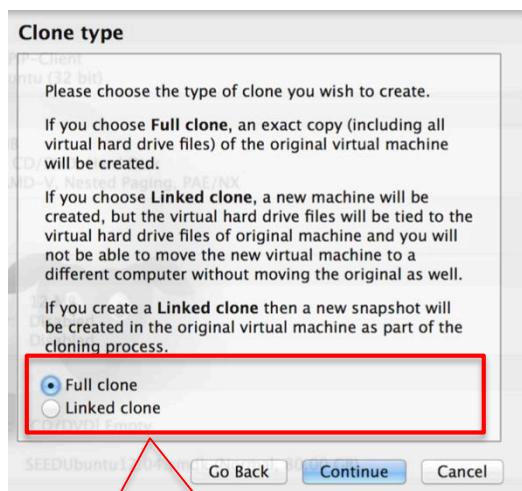 Clone type
Please choose the type of clone you wish to create.
If you choose Full clone, an exact copy (including all
virtual hard drive files) of the original virtual machine
will be created.
If you choose Linked clone, a new machine will be
created, but the virtual hard drive files will be tied to the
virtual hard drive files of original machine and you will
not be able to move the new virtual machine to a
different computer without moving the original as well.
If you create a Linked clone then a new snapshot will
be created in the original virtual machine as part of the
cloning process.
Full clone
Linked clone
Go Back Continue Cancel